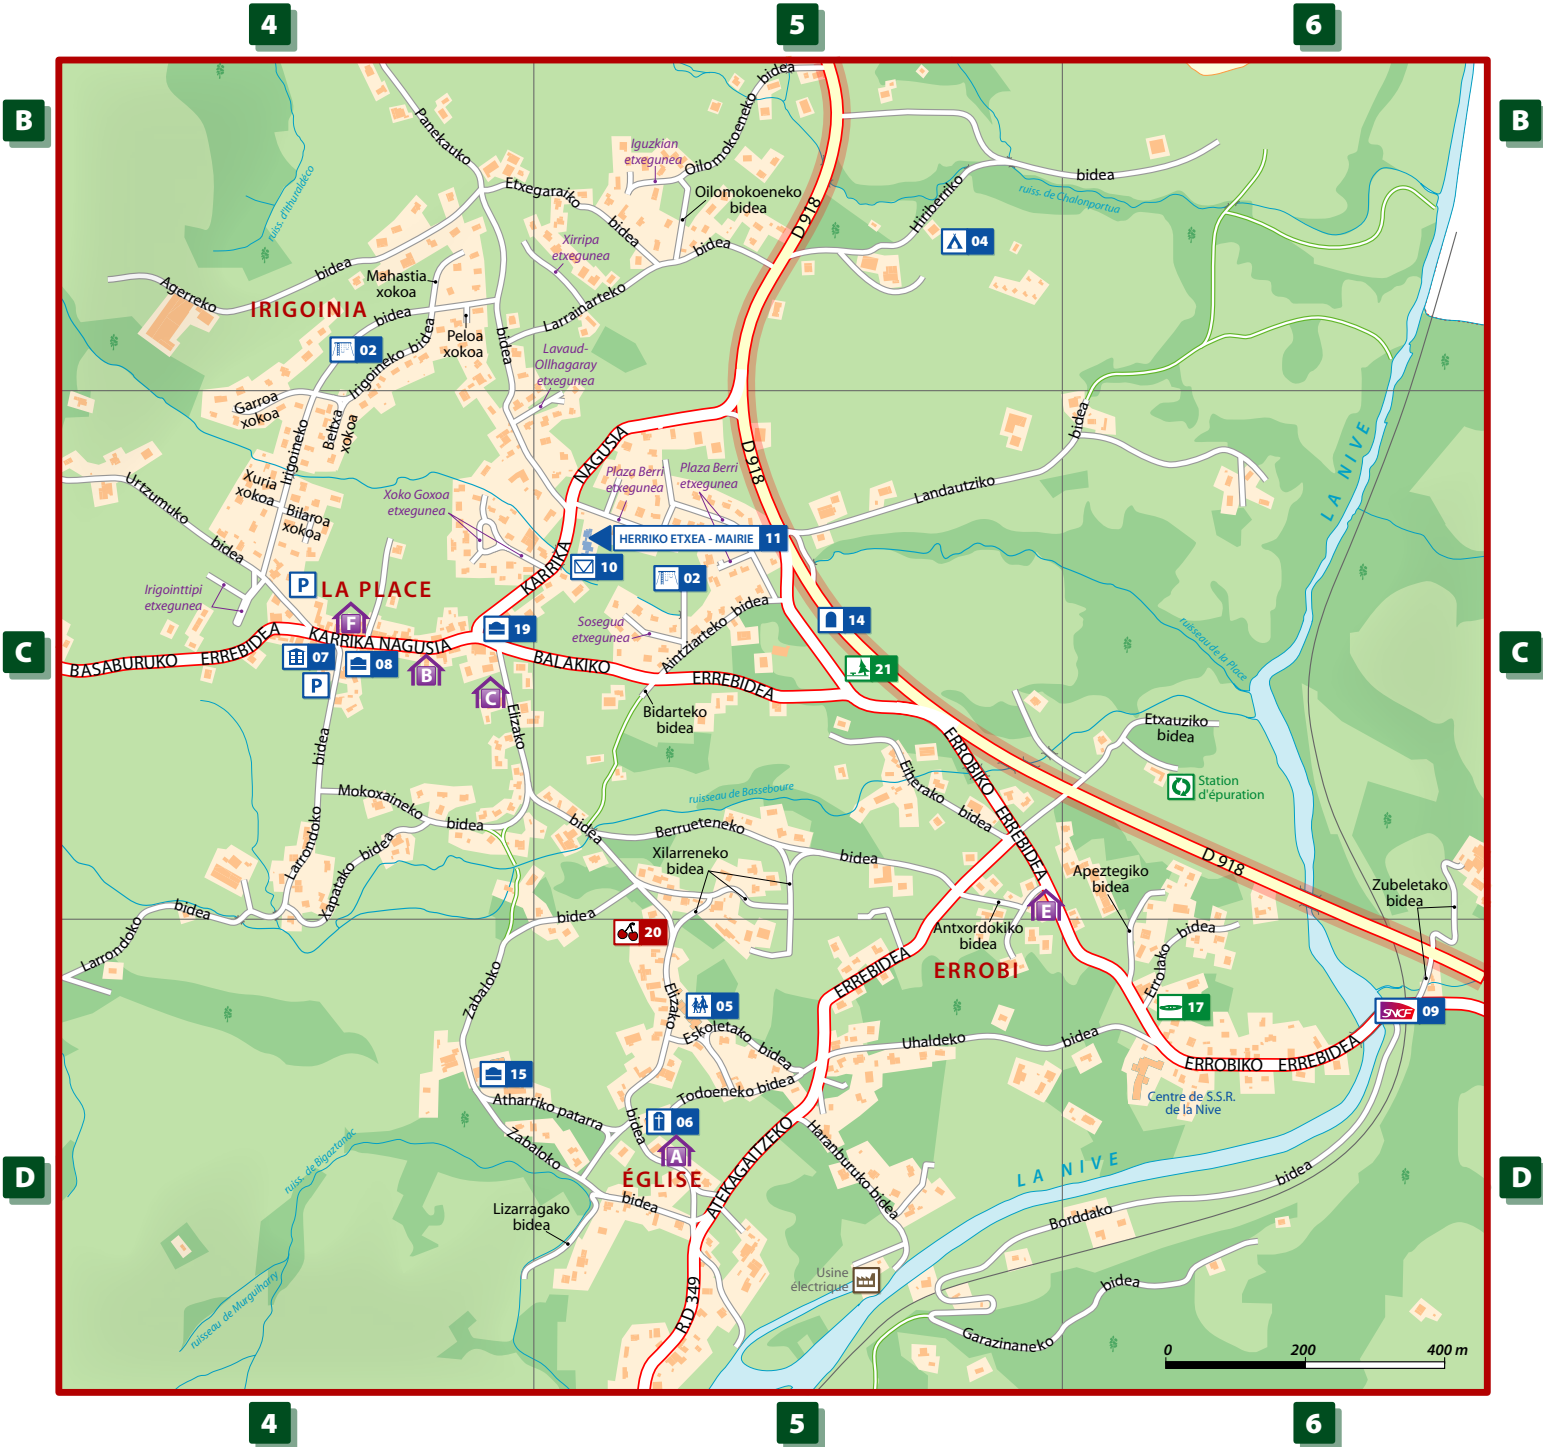 4
5
6
B
B
bidea
Panekauko
Oilomokoeneko
Iguzkian
etxegunea
ruiss. d'Ithuraldéco
Etxegaraiko
bidea
Oilomokoeneko
bidea
bidea
ruiss. de Chalonportua
Hiriberriko
D 918
04
Xirripa
etxegunea
bidea
bidea
Agerreko
Mahastia
xokoa
IRIGOINIA
bidea
Larrainarteko
Peloa
xokoa
bidea
02
Irigoineko bidea
Lavaud-
Ollhagaray
etxegunea
Garroa
xokoa
Beltxa
xokoa
Irigoineko
NAGUSIA
bidea
D 918
LA NIVE
Urtzumuko
bidea
Xuria
xokoa
Bilaroa
xokoa
Xoko Goxoa
etxegunea
Plaza Berri
etxegunea
Plaza Berri
etxegunea
Landautziko
HERRIKO ETXEA - MAIRIE 11
KARRIKA
10
02
P
LA PLACE
Irigointtipi
etxegunea
F
Sosegua
etxegunea
Aintziarteko bidea
14
19
ruisseau de la Place
C
C
BASABURUKO ERREBIDEA
KARRIKA NAGUSIA
BALAKIKO ERREBIDEA
07
08
P
B
C
21
Bidarteko
bidea
Elizako
bidea
Etxauziko
bidea
ERROBIKO ERREBIDEA
Eiherako bidea
Station
d'épuration
Mokoxaineko bidea
ruisseau de Basseboure
bidea
Berrueteneko
bidea
Larrondoko
Xapatako bidea
Xilarreneko
bidea
D 918
Apeztegiko
bidea
Zubeletako
bidea
E
bidea
Larrondoko
bidea
20
Antxordokiko
bidea
ERROBI
ERREBIDEA
bidea
Errolako
Zabaloko
Elizako
05
17
SNCF 09
Eskoletako bidea
Uhaldeko
bidea
ERROBIKO ERREBIDEA
15
Todoeneko bidea
Centre de S.S.R.
de la Nive
Atharriko patarra
bidea
06
A
ÉGLISE
Zabaloko
bidea
ruiss. de Bigaztanac
ATEKAGAITZEKO
Haranburuko bidea
LA NIVE
bidea
D
D
Lizarragako
bidea
Borddako
Usine
électrique
bidea
ruisseau de Murguiharry
R.D 349
Garazinaneko
0 200 400 m
4
5
6